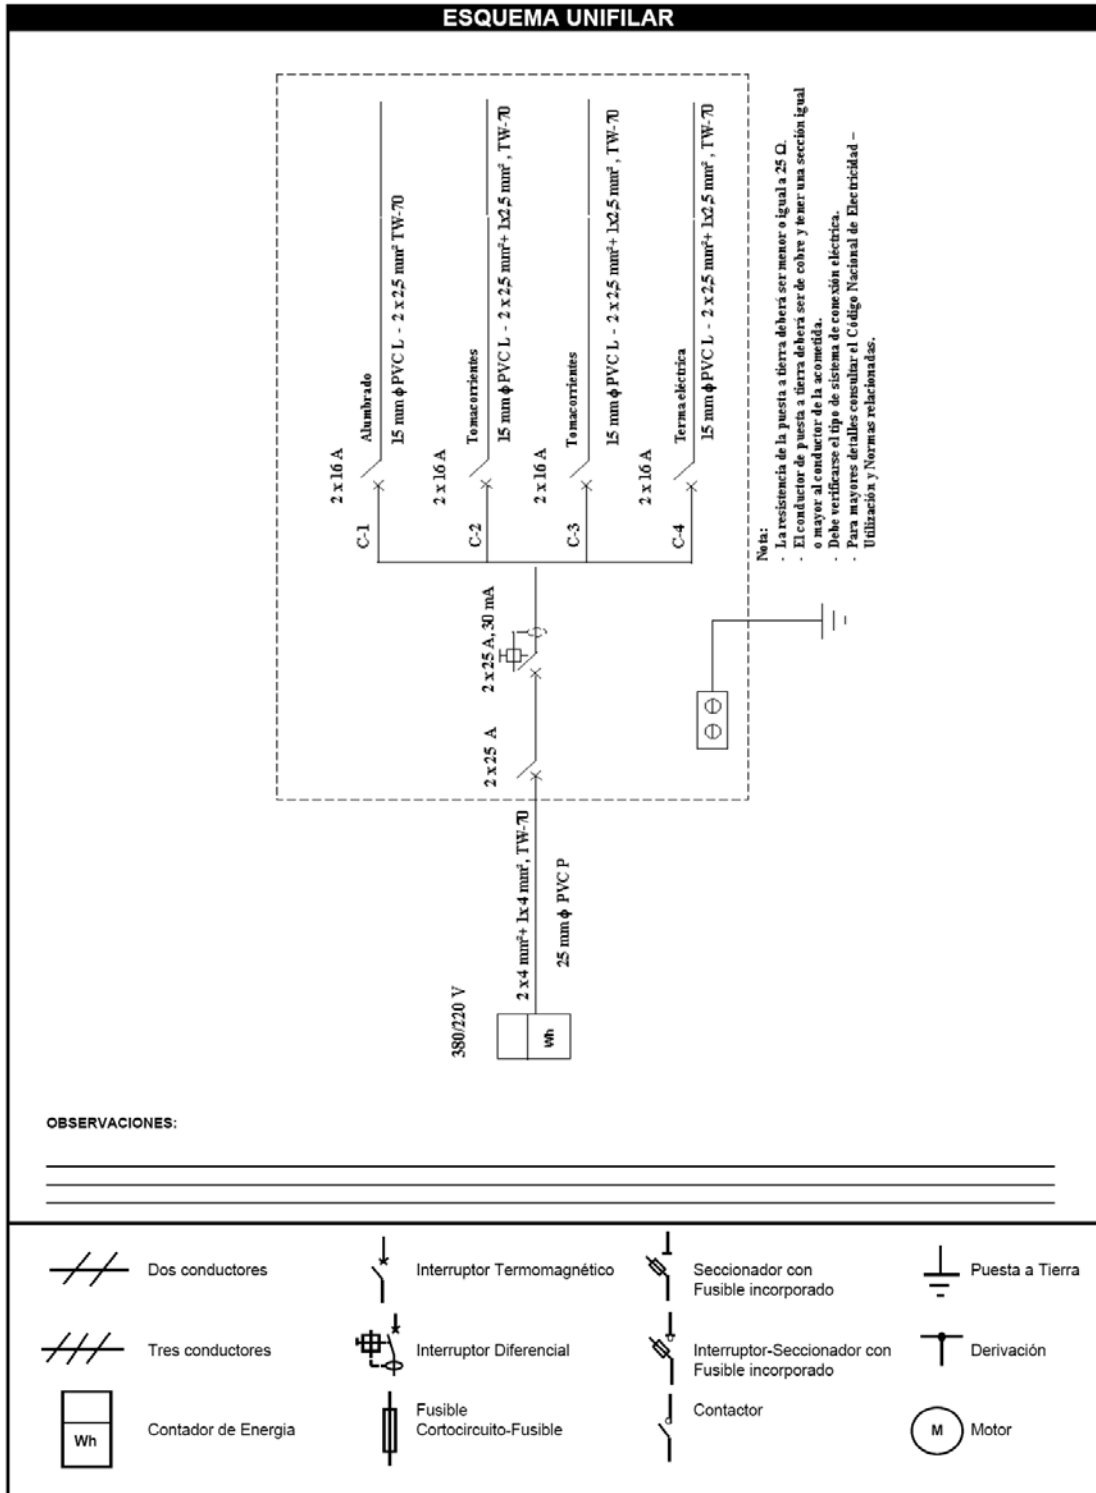 ESQUEMA UNIFILAR
2 x 16 A
Alumbrado
15 mm ϕ PVC L - 2 x 2,5 mm² TW-70
C-1
2 x 16 A
Tomacorrientes
15 mm ϕ PVC L - 2 x 2,5 mm²+ 1x2,5 mm² , TW-70
C-2
2 x 16 A
Tomacorrientes
15 mm ϕ PVC L - 2 x 2,5 mm²+ 1x2,5 mm² , TW-70
C-3
2 x 16 A
Terma eléctrica
15 mm ϕ PVC L - 2 x 2,5 mm²+ 1x2,5 mm² , TW-70
C-4
2 x 25 A, 30 mA
2 x 25 A
2 x 4 mm²+ 1x 4 mm², TW-70
25 mm ϕ PVC P
380/220 V
Wh
Nota:
- La resistencia de la puesta a tierra deberá ser menor o igual a 25 Ω.
- El conductor de puesta a tierra deberá ser de cobre y tener una sección igual
o mayor al conductor de la acometida.
- Debe verificarse el tipo de sistema de conexión eléctrica.
- Para mayores detalles consultar el Código Nacional de Electricidad –
Utilización y Normas relacionadas.
OBSERVACIONES:
Dos conductores
Interruptor Termomagnético
Seccionador con
Fusible incorporado
Puesta a Tierra
Tres conductores
Interruptor Diferencial
Interruptor-Seccionador con
Fusible incorporado
Derivación
Wh
Contador de Energia
Fusible
Cortocircuito-Fusible
Contactor
M
Motor